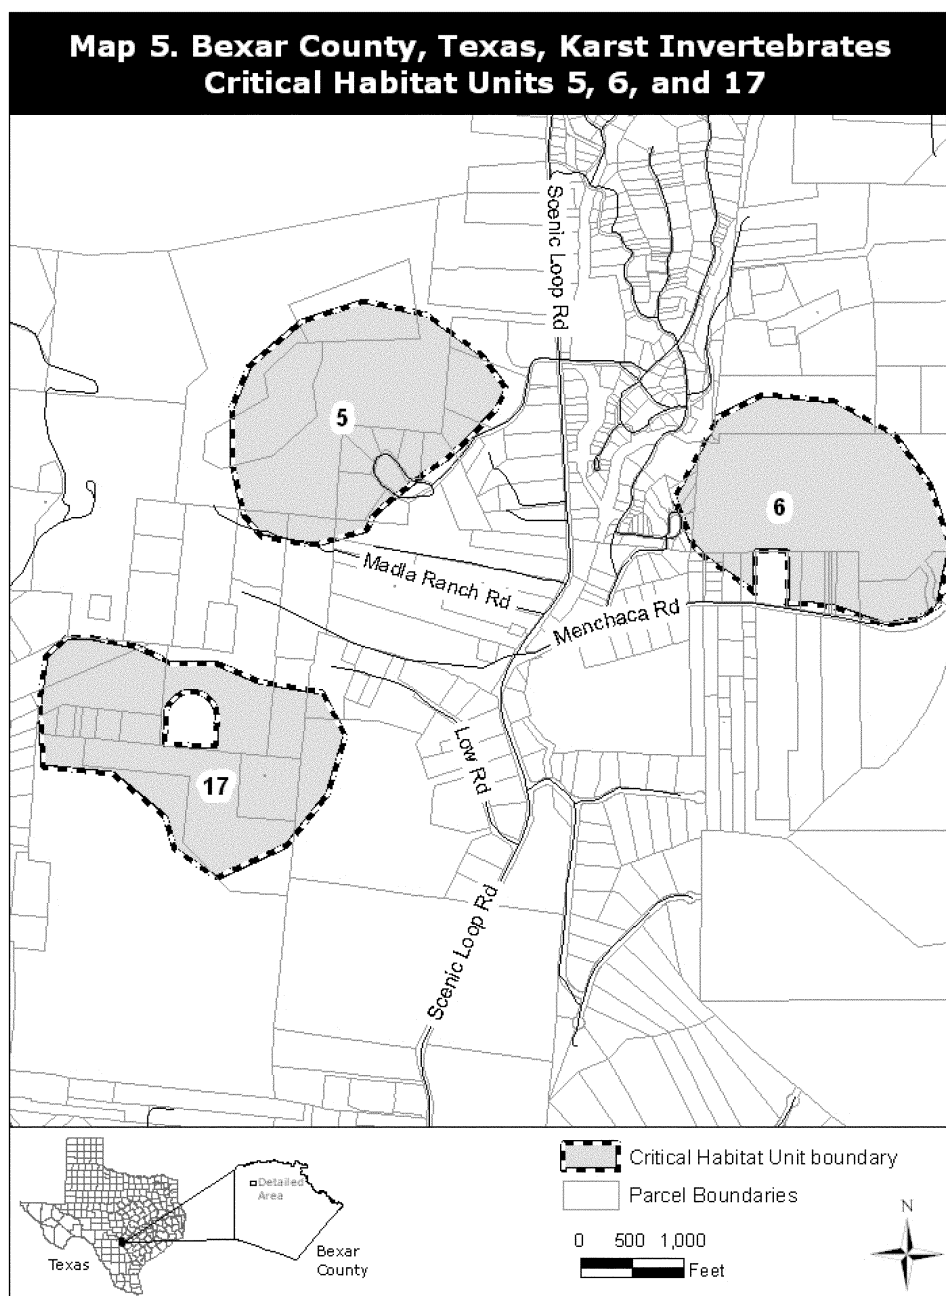 Map 5. Bexar County, Texas, Karst Invertebrates
Critical Habitat Units 5, 6, and 17
Scenic Loop Rd
5
6
Madla Ranch Rd
Menchaca Rd
Low Rd
17
Scenic Loop Rd
Critical Habitat Unit boundary
Parcel Boundaries
Detailed
Area
Texas
Bexar
County
0 500 1,000
Feet
N